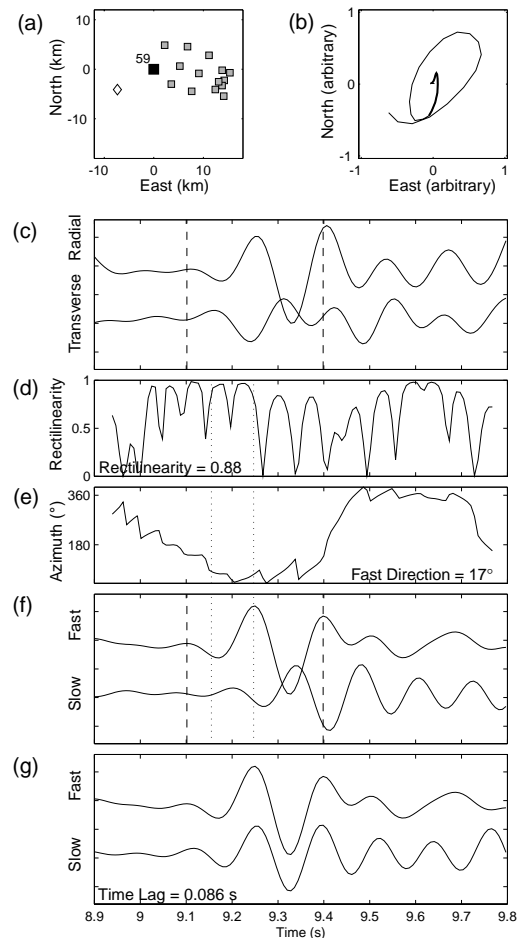 (a)
(b)
59
10
0
-10
North (km)
-10 0 10
East (km)
1
0
-1
North (arbitrary)
-1 0 1
East (arbitrary)
(c)
Radial
Transverse
(d)
1
0.5
0
Rectilinearity
Rectilinearity = 0.88
(e)
360
180
Azimuth (°)
Fast Direction = 17°
(f)
Fast
Slow
(g)
Fast
Slow
Time Lag = 0.086 s
8.9 9 9.1 9.2 9.3 9.4 9.5 9.6 9.7 9.8
Time (s)